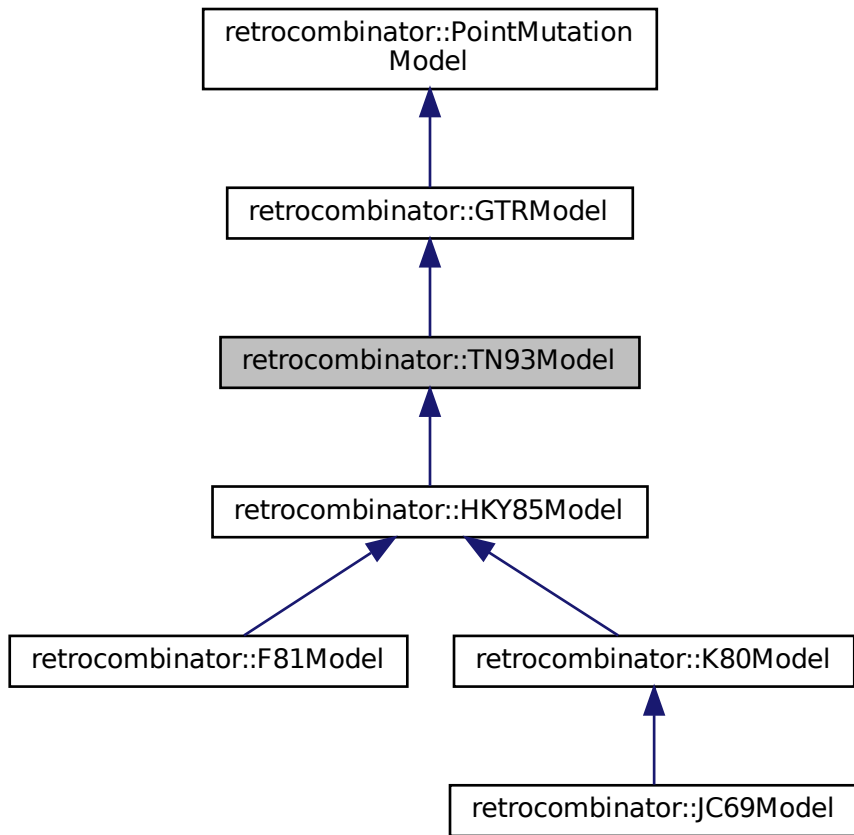 retrocombinator::PointMutation
Model
retrocombinator::GTRModel
retrocombinator::TN93Model
retrocombinator::HKY85Model
retrocombinator::F81Model
retrocombinator::K80Model
retrocombinator::JC69Model